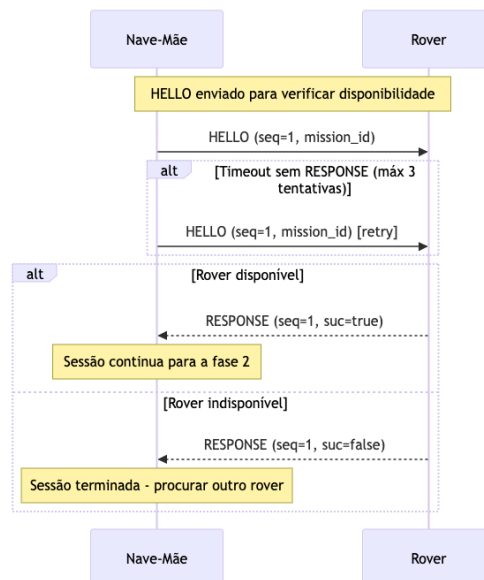 Nave-Mãe
Rover
HELLO enviado para verificar disponibilidade
HELLO (seq=1, mission_id)
alt
[Timeout sem RESPONSE (máx 3
tentativas)]
HELLO (seq=1, mission_id) [retry]
alt
[Rover disponível]
RESPONSE (seq=1, suc=true)
Sessão continua para a fase 2
[Rover indisponível]
RESPONSE (seq=1, suc=false)
Sessão terminada - procurar outro rover
Nave-Mãe
Rover